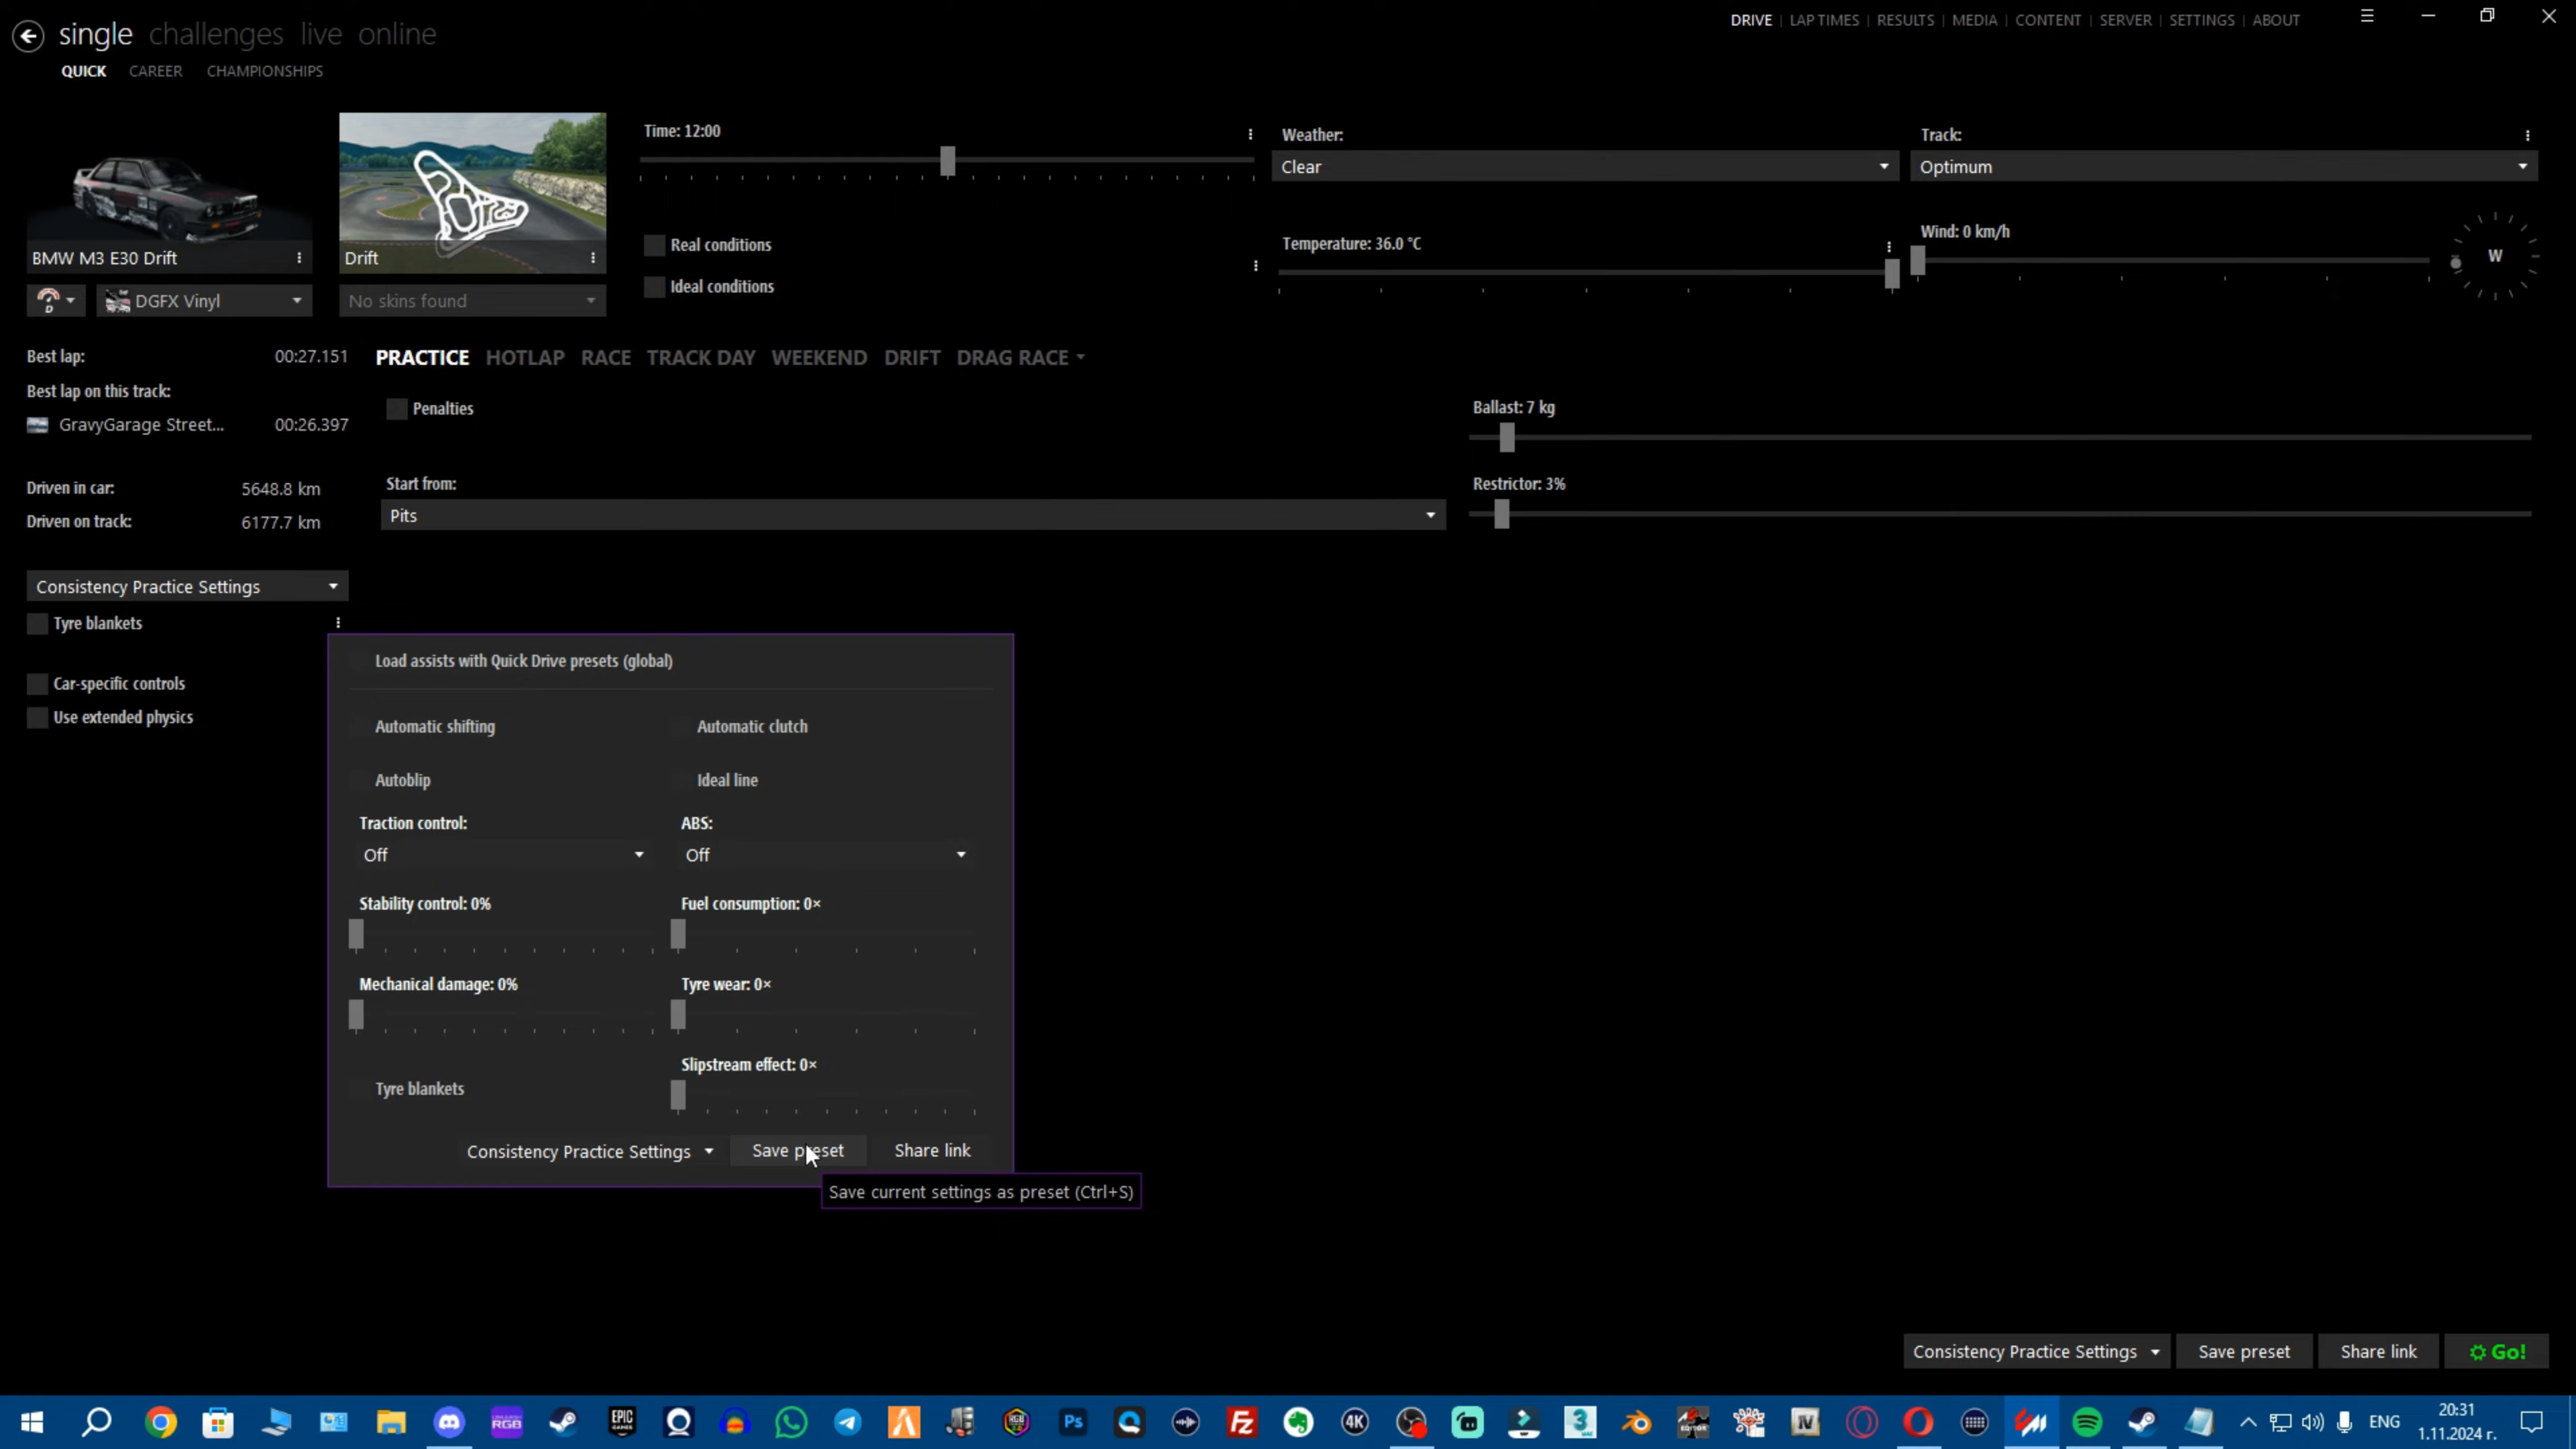 single challenges live online
DRIVE | LAP TIMES | RESULTS | MEDIA | CONTENT | SERVER | SETTINGS | ABOUT
QUICK CAREER CHAMPIONSHIPS
Time: 12:00
Weather:
Track:
Clear
Optimum
Real conditions
Ideal conditions
Temperature: 36.0 °C
Wind: 0 km/h
W
BMW M3 E30 Drift
Drift
D
DGFX Vinyl
No skins found
Best lap: 00:27.151
PRACTICE HOTLAP RACE TRACK DAY WEEKEND DRIFT DRAG RACE
Best lap on this track:
GravyGarage Street... 00:26.397
Penalties
Ballast: 7 kg
Driven in car: 5648.8 km
Start from:
Restrictor: 3%
Driven on track: 6177.7 km
Pits
Consistency Practice Settings
Tyre blankets
Car-specific controls
Use extended physics
Load assists with Quick Drive presets (global)
Automatic shifting
Automatic clutch
Autoblip
Ideal line
Traction control:
ABS:
Off
Off
Stability control: 0%
Fuel consumption: 0×
Mechanical damage: 0%
Tyre wear: 0×
Slipstream effect: 0×
Tyre blankets
Consistency Practice Settings
Save preset
Share link
Save current settings as preset (Ctrl+S)
Consistency Practice Settings
Save preset
Share link
Go!
EPIC
GAMES
Ps
Fz
4K
3
IV
ЕНГ
20:31
1.11.2024 г.